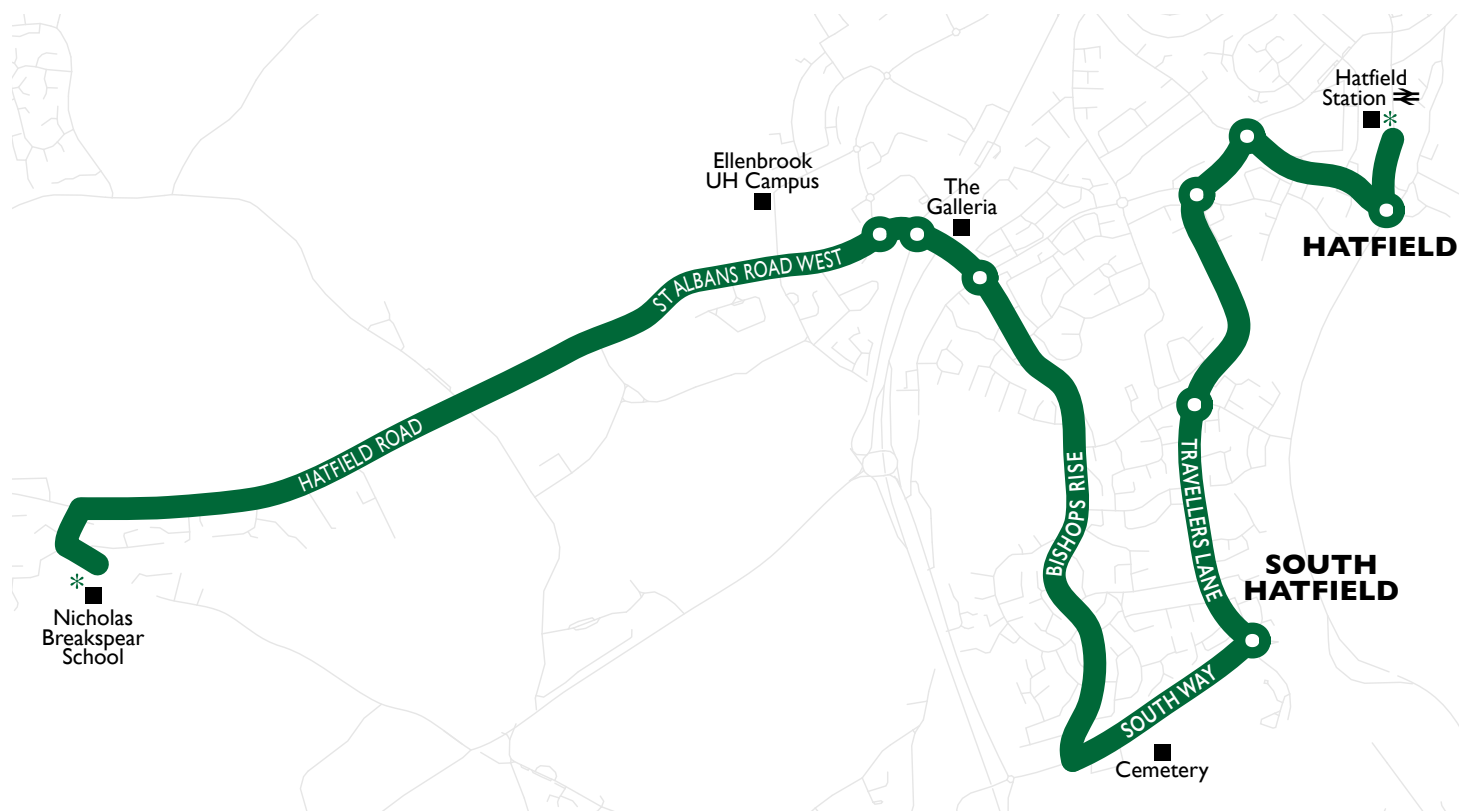 Hatfield
Station
*
Ellenbrook
UH Campus
The
Galleria
HATFIELD
ST ALBANS ROAD WEST
HATFIELD ROAD
BISHOPS RISE
TRAVELLERS LANE
SOUTH
HATFIELD
*
Nicholas
Breakspear
School
SOUTH WAY
Cemetery